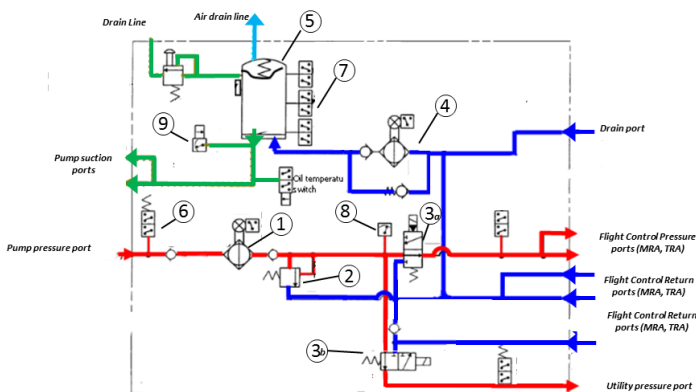 Drain Line
Air drain line
5
7
9
4
Drain port
Pump suction
ports
Oil temperatu
switch
6
1
8
3a
Flight Control Pressure
ports (MRA, TRA)
Pump pressure port
2
Flight Control Return
ports (MRA, TRA)
Flight Control Return
ports (MRA, TRA)
3b
Utility pressure port